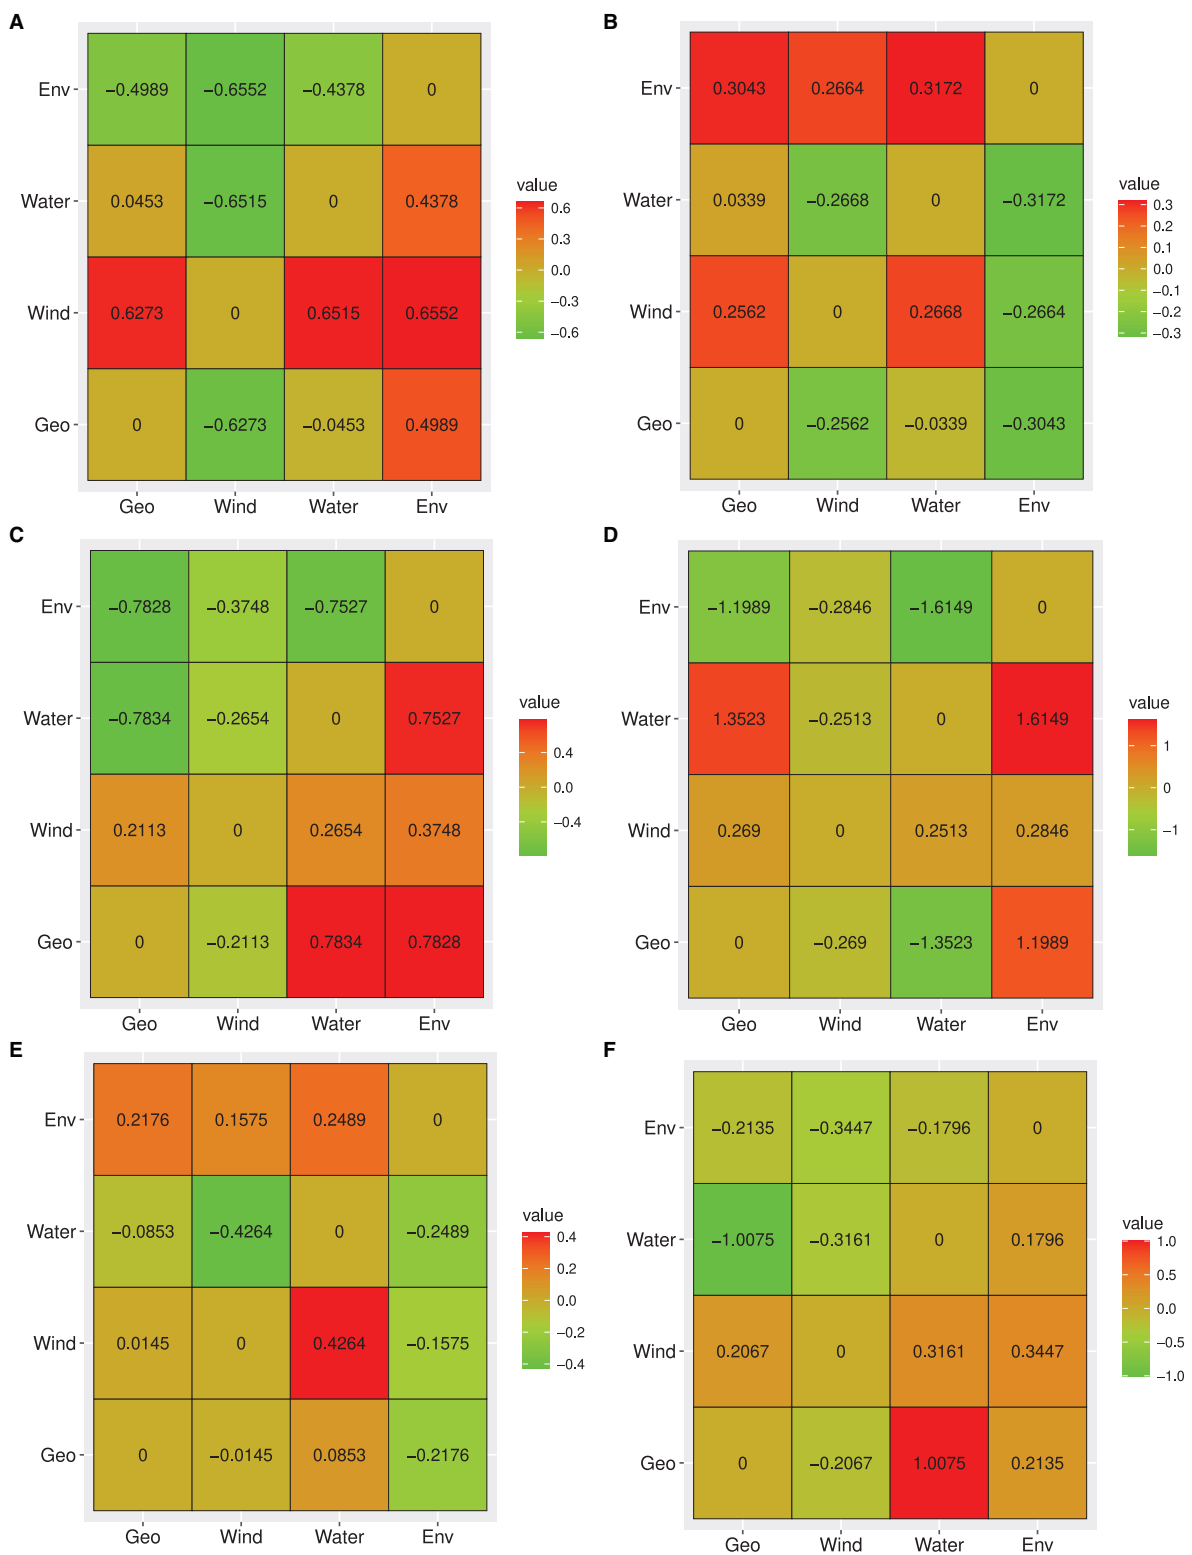 A
Env −0.4989 −0.6552 −0.4378 0
Water 0.0453 −0.6515 0 0.4378
Wind 0.6273 0 0.6515 0.6552
Geo 0 −0.6273 −0.0453 0.4989
Geo Wind Water Env
value
0.6
0.3
0.0
−0.3
−0.6
B
Env 0.3043 0.2664 0.3172 0
Water 0.0339 −0.2668 0 −0.3172
Wind 0.2562 0 0.2668 −0.2664
Geo 0 −0.2562 −0.0339 −0.3043
Geo Wind Water Env
value
0.3
0.2
0.1
0.0
−0.1
−0.2
−0.3
C
Env −0.7828 −0.3748 −0.7527 0
Water −0.7834 −0.2654 0 0.7527
Wind 0.2113 0 0.2654 0.3748
Geo 0 −0.2113 0.7834 0.7828
Geo Wind Water Env
value
0.4
0.0
−0.4
D
Env −1.1989 −0.2846 −1.6149 0
Water 1.3523 −0.2513 0 1.6149
Wind 0.269 0 0.2513 0.2846
Geo 0 −0.269 −1.3523 1.1989
Geo Wind Water Env
value
1
0
−1
E
Env 0.2176 0.1575 0.2489 0
Water −0.0853 −0.4264 0 −0.2489
Wind 0.0145 0 0.4264 −0.1575
Geo 0 −0.0145 0.0853 −0.2176
Geo Wind Water Env
value
0.4
0.2
0.0
−0.2
−0.4
F
Env −0.2135 −0.3447 −0.1796 0
Water −1.0075 −0.3161 0 0.1796
Wind 0.2067 0 0.3161 0.3447
Geo 0 −0.2067 1.0075 0.2135
Geo Wind Water Env
value
1.0
0.5
0.0
−0.5
−1.0